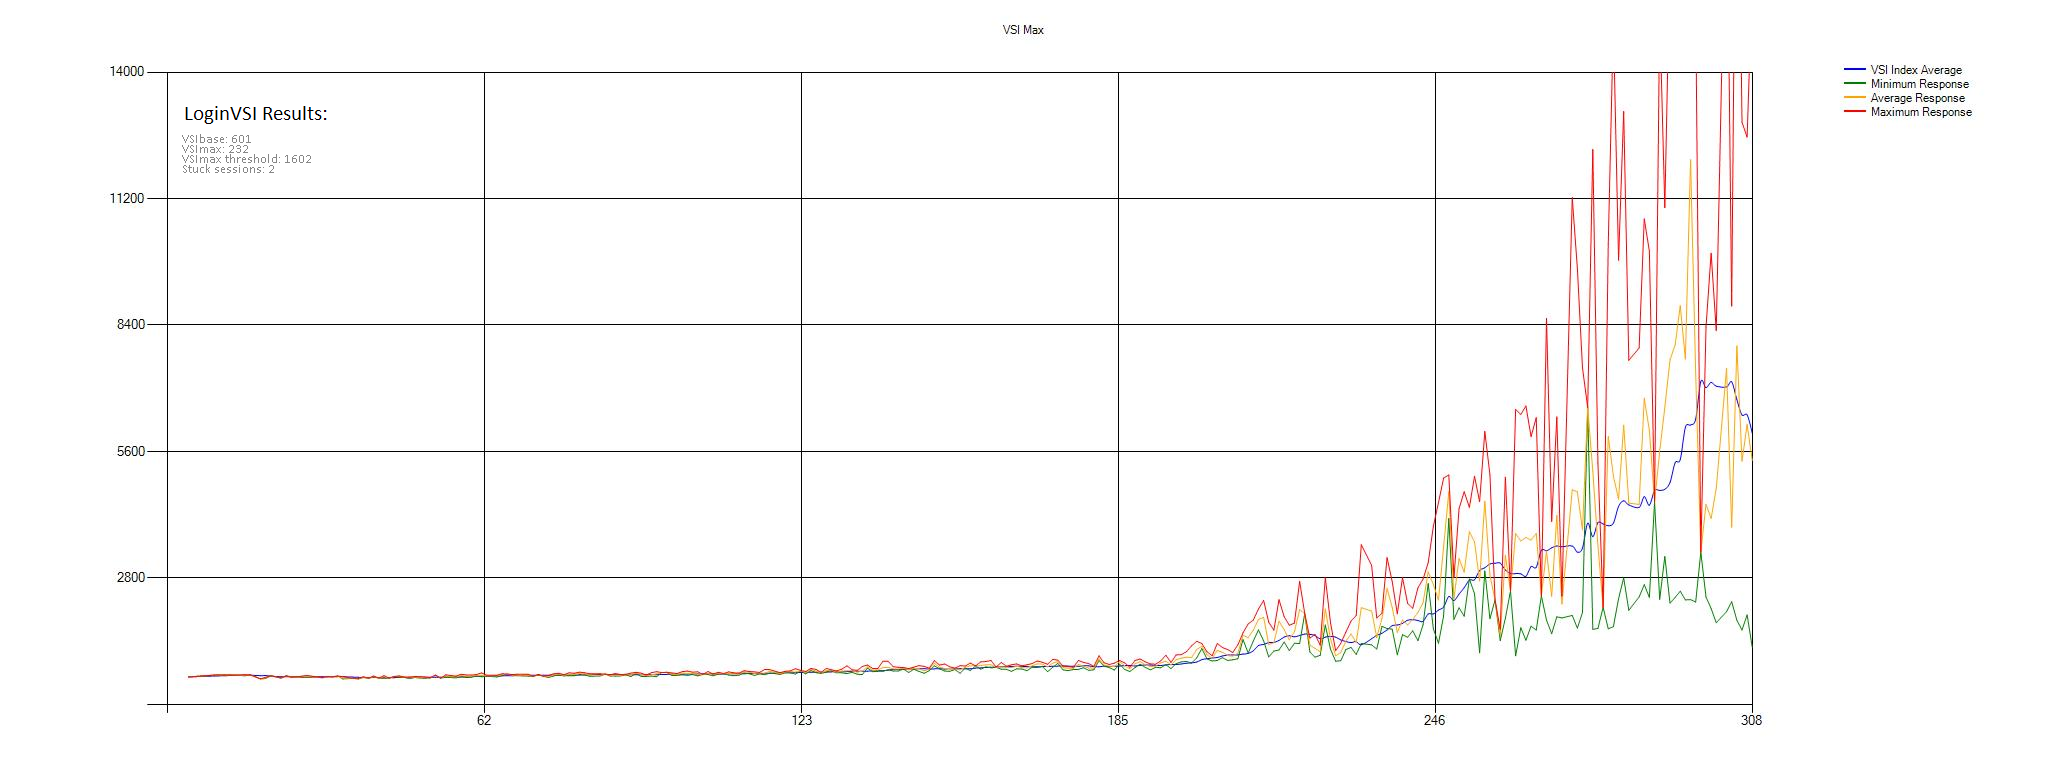 VSI Max
14000
11200
8400
5600
2800
LoginVSI Results:
VSIbase: 601
VSImax: 232
VSImax threshold: 1602
Stuck sessions: 2
VSI Index Average
Minimum Response
Average Response
Maximum Response
62
123
185
246
308